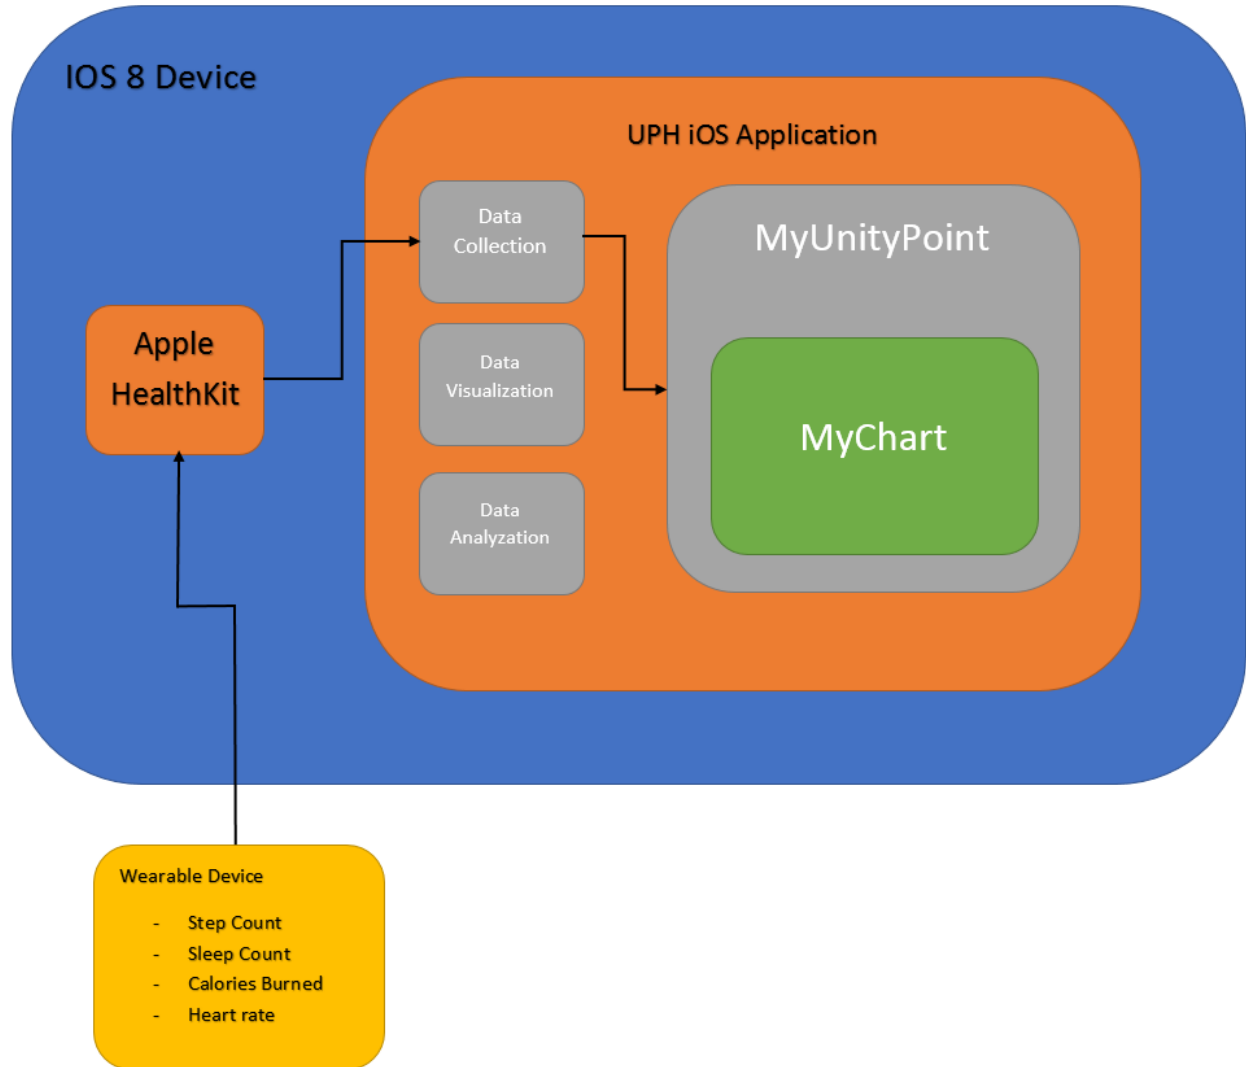 IOS 8 Device
UPH iOS Application
Data
Collection
MyUnityPoint
Apple
HealthKit
Data
Visualization
MyChart
Data
Analyzation
Wearable Device
- Step Count
- Sleep Count
- Calories Burned
- Heart rate